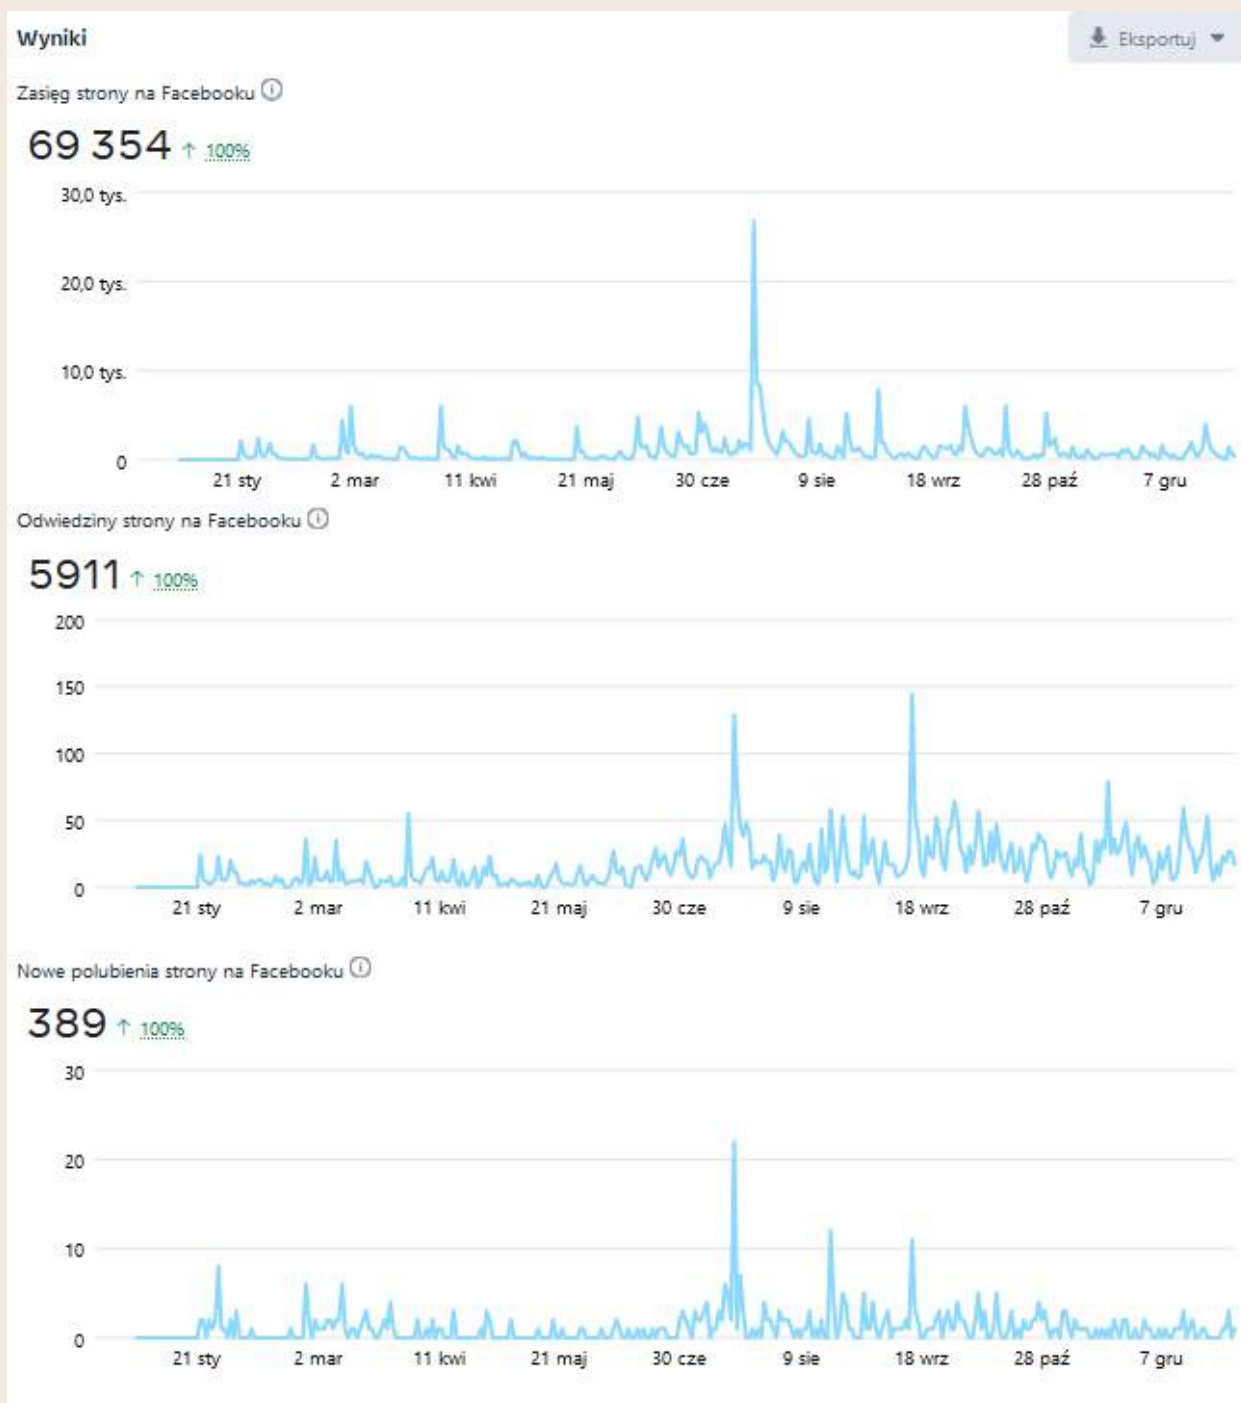 Wyniki
Eksportuj
Zasięg strony na Facebooku
69 354 ↑ 100%
30,0 tys.
20,0 tys.
10,0 tys.
0
21 sty 2 mar 11 kwi 21 maj 30 cze 9 sie 18 wrz 28 paź 7 gru
Odwiedziny strony na Facebooku
5911 ↑ 100%
200
150
100
50
0
21 sty 2 mar 11 kwi 21 maj 30 cze 9 sie 18 wrz 28 paź 7 gru
Nowe polubienia strony na Facebooku
389 ↑ 100%
30
20
10
0
21 sty 2 mar 11 kwi 21 maj 30 cze 9 sie 18 wrz 28 paź 7 gru